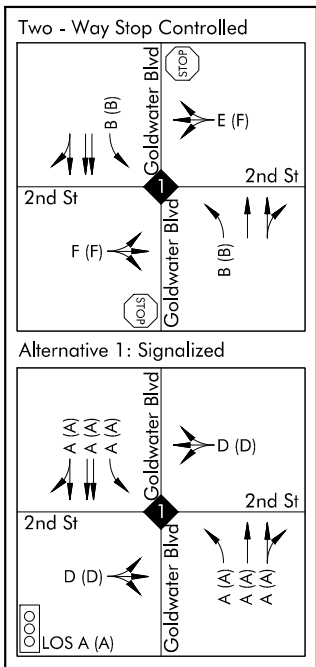 Two - Way Stop Controlled
Goldwater Blvd
STOP
B (B)
E (F)
1
2nd St
2nd St
F (F)
B (B)
STOP
Goldwater Blvd
Alternative 1: Signalized
Goldwater Blvd
A (A)
A (A)
A (A)
D (D)
1
2nd St
2nd St
D (D)
A (A)
A (A)
A (A)
Goldwater Blvd
LOS A (A)